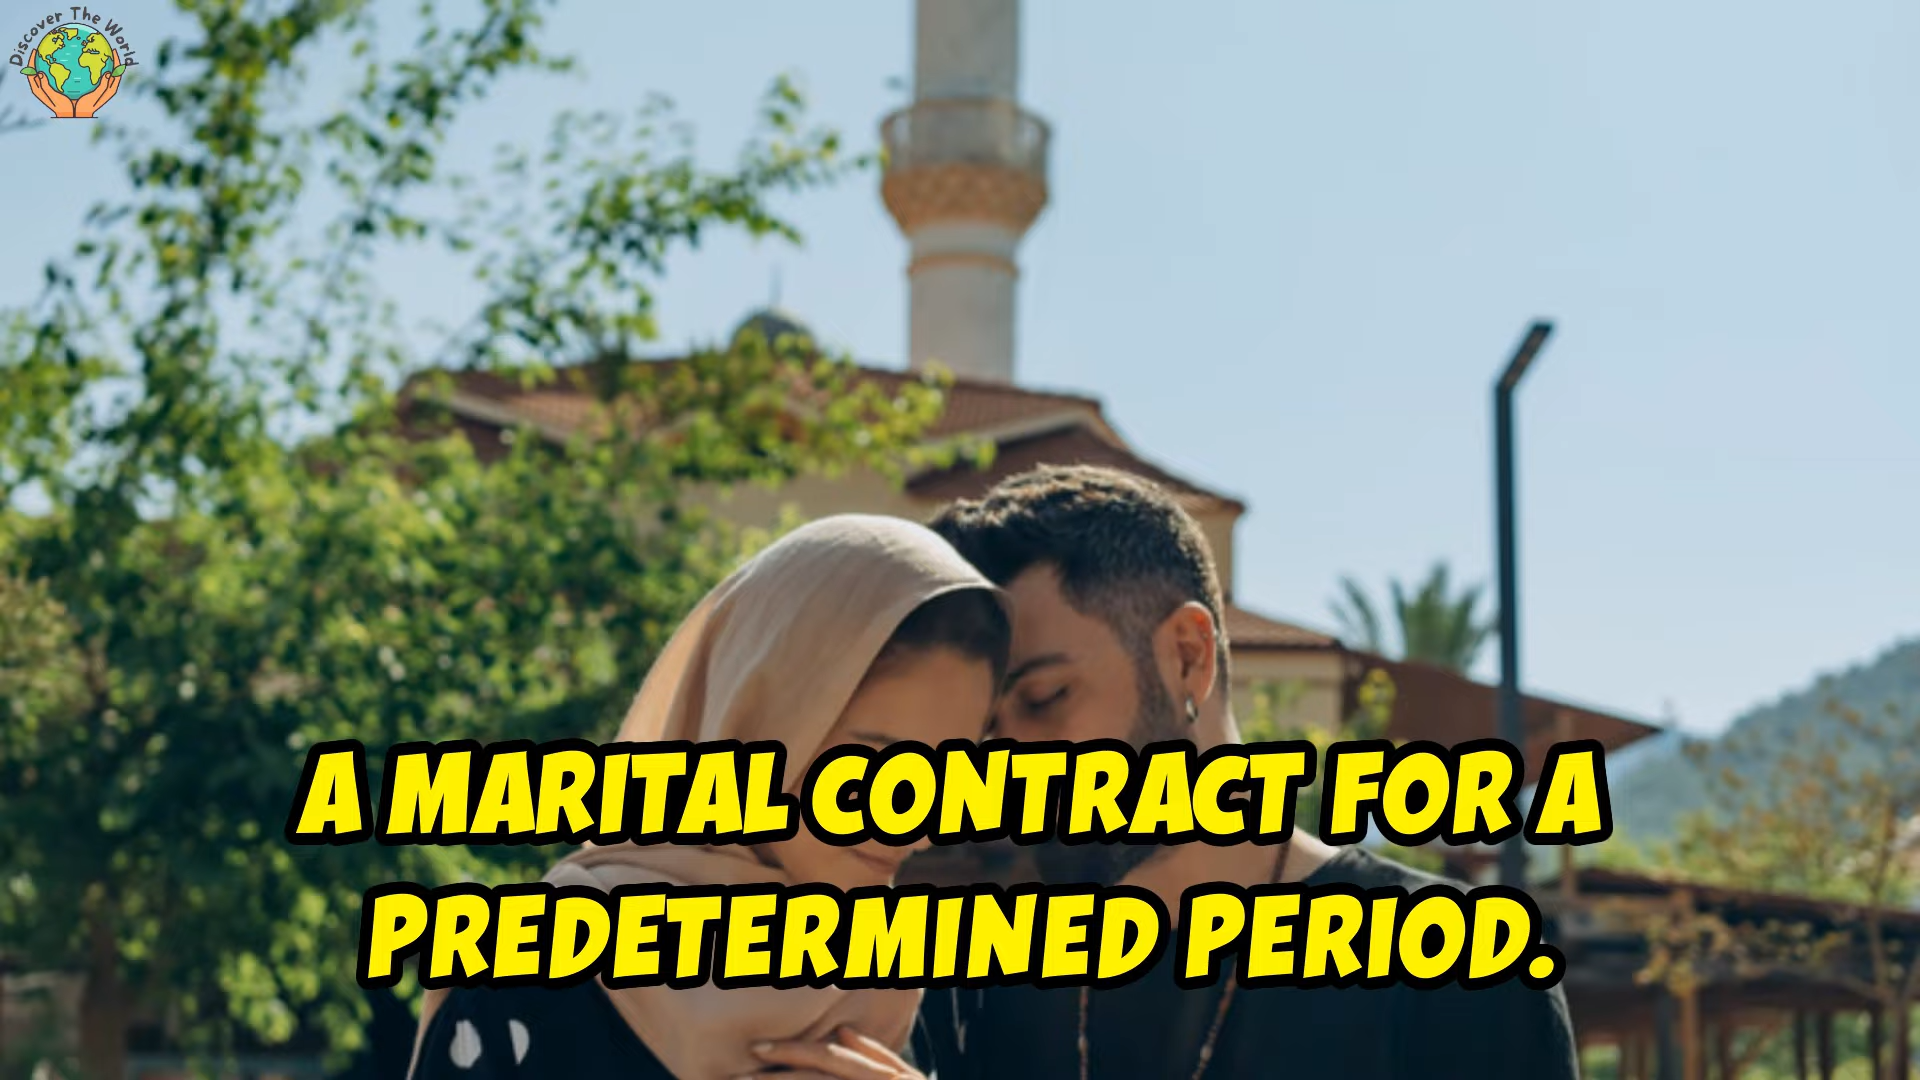 Discover The World
A MARITAL CONTRACT FOR A
PREDETERMINED PERIOD.